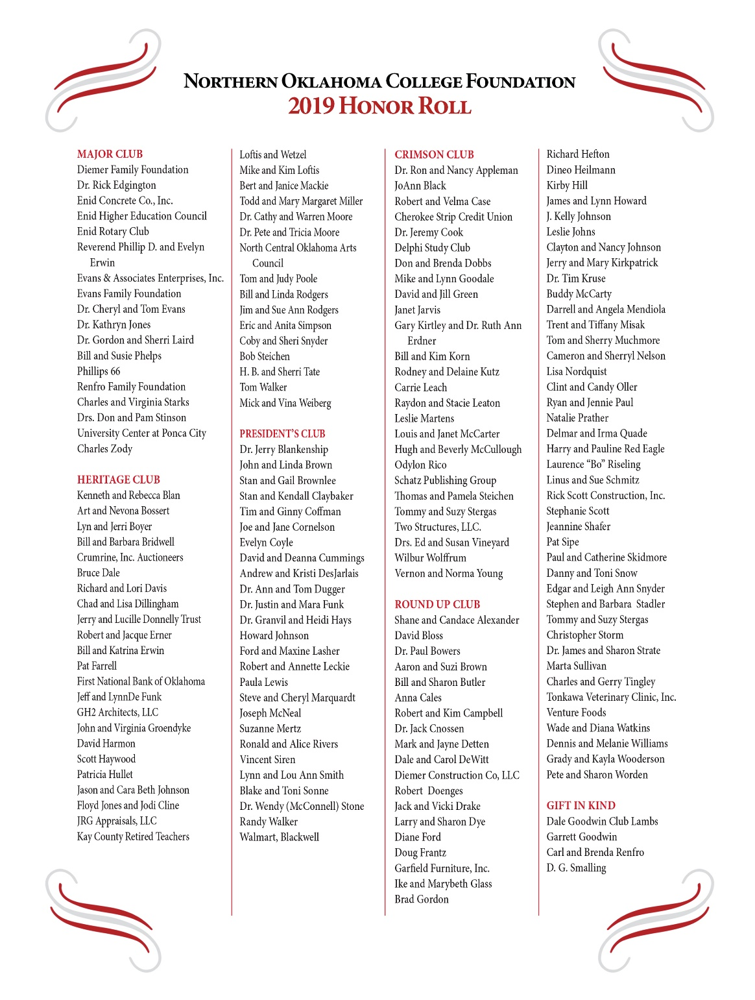 Northern Oklahoma College Foundation
2019 Honor Roll
MAJOR CLUB
Diemer Family Foundation
Dr. Rick Edgington
Enid Concrete Co., Inc.
Enid Higher Education Council
Enid Rotary Club
Reverend Phillip D. and Evelyn
Erwin
Evans & Associates Enterprises, Inc.
Evans Family Foundation
Dr. Cheryl and Tom Evans
Dr. Kathryn Jones
Dr. Gordon and Sherri Laird
Bill and Susie Phelps
Phillips 66
Renfro Family Foundation
Charles and Virginia Starks
Drs. Don and Pam Stinson
University Center at Ponca City
Charles Zody
HERITAGE CLUB
Kenneth and Rebecca Blan
Art and Nevona Bossert
Lyn and Jerri Boyer
Bill and Barbara Bridwell
Crumrine, Inc. Auctioneers
Bruce Dale
Richard and Lori Davis
Chad and Lisa Dillingham
Jerry and Lucille Donnelly Trust
Robert and Jacque Erner
Bill and Katrina Erwin
Pat Farrell
First National Bank of Oklahoma
Jeff and LynnDe Funk
GH2 Architects, LLC
John and Virginia Groendyke
David Harmon
Scott Haywood
Patricia Hullet
Jason and Cara Beth Johnson
Floyd Jones and Jodi Cline
JRG Appraisals, LLC
Kay County Retired Teachers
Loftis and Wetzel
Mike and Kim Loftis
Bert and Janice Mackie
Todd and Mary Margaret Miller
Dr. Cathy and Warren Moore
Dr. Pete and Tricia Moore
North Central Oklahoma Arts
Council
Tom and Judy Poole
Bill and Linda Rodgers
Jim and Sue Ann Rodgers
Eric and Anita Simpson
Coby and Sheri Snyder
Bob Steichen
H. B. and Sherri Tate
Tom Walker
Mick and Vina Weiberg
PRESIDENT’S CLUB
Dr. Jerry Blankenship
John and Linda Brown
Stan and Gail Brownlee
Stan and Kendall Claybaker
Tim and Ginny Coffman
Joe and Jane Cornelson
Evelyn Coyle
David and Deanna Cummings
Andrew and Kristi DesJarlais
Dr. Ann and Tom Dugger
Dr. Justin and Mara Funk
Dr. Granvil and Heidi Hays
Howard Johnson
Ford and Maxine Lasher
Robert and Annette Leckie
Paula Lewis
Steve and Cheryl Marquardt
Joseph McNeal
Suzanne Mertz
Ronald and Alice Rivers
Vincent Siren
Lynn and Lou Ann Smith
Blake and Toni Sonne
Dr. Wendy (McConnell) Stone
Randy Walker
Walmart, Blackwell
CRIMSON CLUB
Dr. Ron and Nancy Appleman
JoAnn Black
Robert and Velma Case
Cherokee Strip Credit Union
Dr. Jeremy Cook
Delphi Study Club
Don and Brenda Dobbs
Mike and Lynn Goodale
David and Jill Green
Janet Jarvis
Gary Kirtley and Dr. Ruth Ann
Erdner
Bill and Kim Korn
Rodney and Delaine Kutz
Carrie Leach
Raydon and Stacie Leaton
Leslie Martens
Louis and Janet McCarter
Hugh and Beverly McCullough
Odylon Rico
Schatz Publishing Group
Thomas and Pamela Steichen
Tommy and Suzy Stergas
Two Structures, LLC.
Drs. Ed and Susan Vineyard
Wilbur Wolffrum
Vernon and Norma Young
ROUND UP CLUB
Shane and Candace Alexander
David Bloss
Dr. Paul Bowers
Aaron and Suzi Brown
Bill and Sharon Butler
Anna Cales
Robert and Kim Campbell
Dr. Jack Cnossen
Mark and Jayne Detten
Dale and Carol DeWitt
Diemer Construction Co, LLC
Robert Doenges
Jack and Vicki Drake
Larry and Sharon Dye
Diane Ford
Doug Frantz
Garfield Furniture, Inc.
Ike and Marybeth Glass
Brad Gordon
Richard Hefton
Dineo Heilmann
Kirby Hill
James and Lynn Howard
J. Kelly Johnson
Leslie Johns
Clayton and Nancy Johnson
Jerry and Mary Kirkpatrick
Dr. Tim Kruse
Buddy McCarty
Darrell and Angela Mendiola
Trent and Tiffany Misak
Tom and Sherry Muchmore
Cameron and Sherryl Nelson
Lisa Nordquist
Clint and Candy Oller
Ryan and Jennie Paul
Natalie Prather
Delmar and Irma Quade
Harry and Pauline Red Eagle
Laurence “Bo” Riseling
Linus and Sue Schmitz
Rick Scott Construction, Inc.
Stephanie Scott
Jeannine Shafer
Pat Sipe
Paul and Catherine Skidmore
Danny and Toni Snow
Edgar and Leigh Ann Snyder
Stephen and Barbara Stadler
Tommy and Suzy Stergas
Christopher Storm
Dr. James and Sharon Strate
Marta Sullivan
Charles and Gerry Tingley
Tonkawa Veterinary Clinic, Inc.
Venture Foods
Wade and Diana Watkins
Dennis and Melanie Williams
Grady and Kayla Wooderson
Pete and Sharon Worden
GIFT IN KIND
Dale Goodwin Club Lambs
Garrett Goodwin
Carl and Brenda Renfro
D. G. Smalling